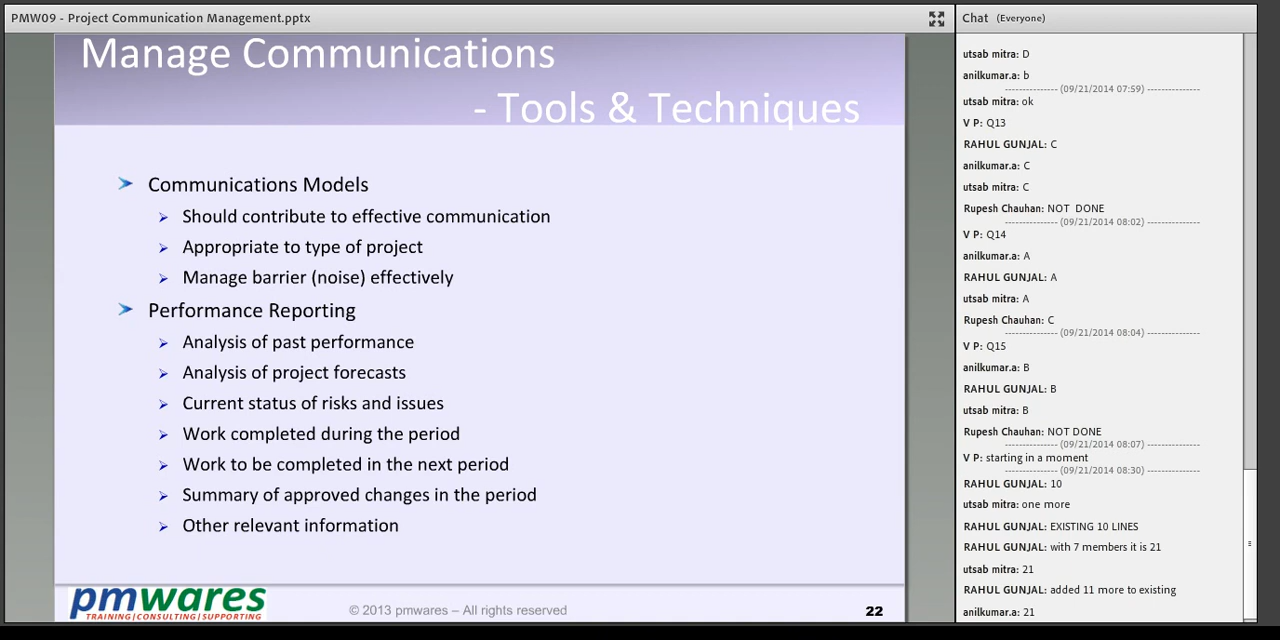 PMW09 - Project Communication Management.pptx
Manage Communications
- Tools & Techniques
Communications Models
Should contribute to effective communication
Appropriate to type of project
Manage barrier (noise) effectively
Performance Reporting
Analysis of past performance
Analysis of project forecasts
Current status of risks and issues
Work completed during the period
Work to be completed in the next period
Summary of approved changes in the period
Other relevant information
pmwares
TRAINING|CONSULTING|SUPPORTING
© 2013 pmwares – All rights reserved
22
Chat (Everyone)
utsab mitra: D
anilkumar.a: b
--------------- (09/21/2014 07:59) ---------------
utsab mitra: ok
V P: Q13
RAHUL GUNJAL: C
anilkumar.a: C
utsab mitra: C
Rupesh Chauhan: NOT DONE
--------------- (09/21/2014 08:02) ---------------
V P: Q14
anilkumar.a: A
RAHUL GUNJAL: A
utsab mitra: A
Rupesh Chauhan: C
--------------- (09/21/2014 08:04) ---------------
V P: Q15
anilkumar.a: B
RAHUL GUNJAL: B
utsab mitra: B
Rupesh Chauhan: NOT DONE
--------------- (09/21/2014 08:07) ---------------
V P: starting in a moment
--------------- (09/21/2014 08:30) ---------------
RAHUL GUNJAL: 10
utsab mitra: one more
RAHUL GUNJAL: EXISTING 10 LINES
RAHUL GUNJAL: with 7 members it is 21
utsab mitra: 21
RAHUL GUNJAL: added 11 more to existing
anilkumar.a: 21